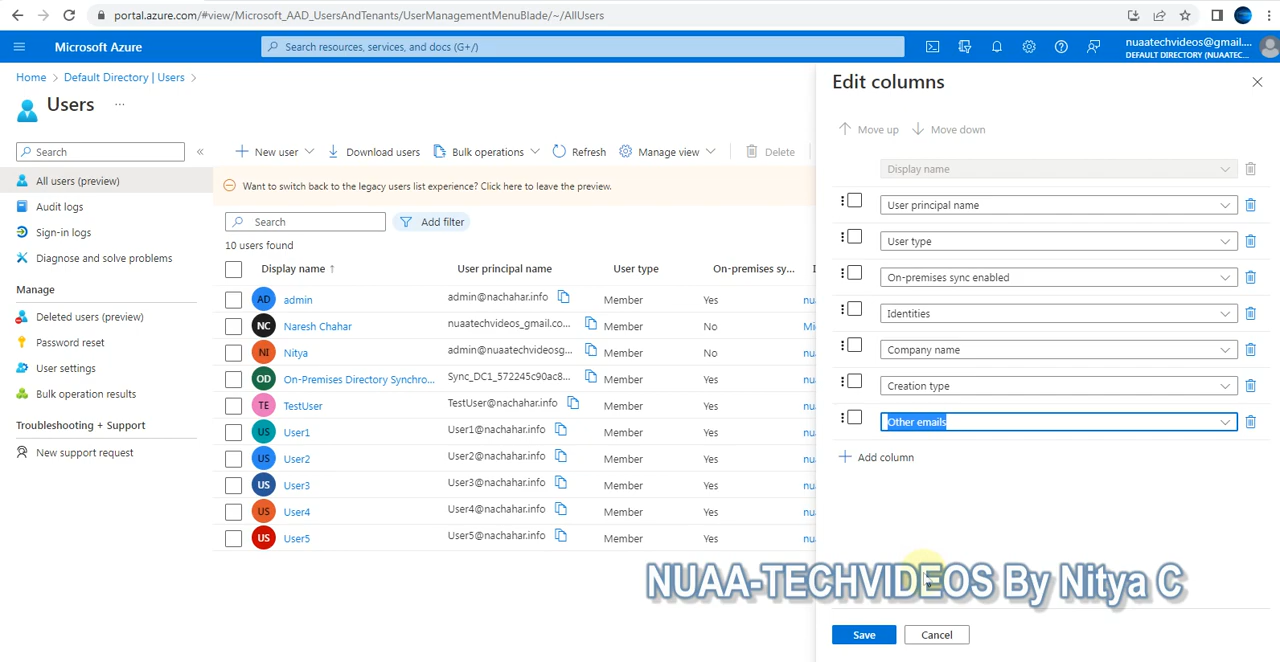 portal.azure.com/#view/Microsoft_AAD_UsersAndTenants/UserManagementMenuBlade/~/AllUsers
Microsoft Azure
Search resources, services, and docs (G+/)
nuaatechvideos@gmail....
DEFAULT DIRECTORY (NUAATEC...
Home > Default Directory | Users >
Users ...
Search
«
All users (preview)
Audit logs
Sign-in logs
Diagnose and solve problems
Manage
Deleted users (preview)
Password reset
User settings
Bulk operation results
Troubleshooting + Support
New support request
New user Download users Bulk operations Refresh Manage view Delete
Want to switch back to the legacy users list experience? Click here to leave the preview.
Search Add filter
10 users found
Display name ↑ User principal name User type On-premises sy... I
AD admin admin@nachahar.info Member Yes nu
NC Naresh Chahar nuaatechvideos_gmail.co... Member No Mi
NI Nitya admin@nuaatechvideosg... Member No nu
OD On-Premises Directory Synchro... Sync_DC1_572245c90ac8... Member Yes nu
TE TestUser TestUser@nachahar.info Member Yes nu
US User1 User1@nachahar.info Member Yes nu
US User2 User2@nachahar.info Member Yes nu
US User3 User3@nachahar.info Member Yes nu
US User4 User4@nachahar.info Member Yes nu
US User5 User5@nachahar.info Member Yes nu
Edit columns
Move up Move down
Display name
User principal name
User type
On-premises sync enabled
Identities
Company name
Creation type
Other emails
Add column
NUAA-TECHVIDEOS By Nitya C
Save Cancel